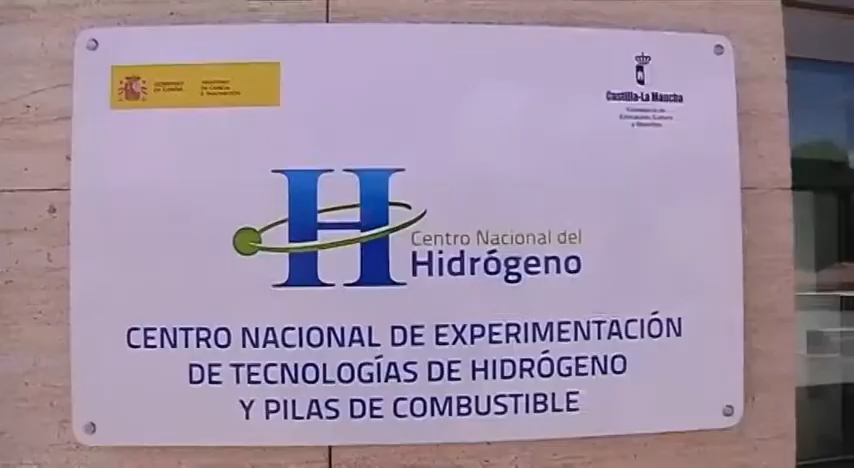 GOBIERNO
DE ESPAÑA
MINISTERIO
DE CIENCIA
E INNOVACIÓN
Castilla-La Mancha
Consejería de
Educación, Cultura
y Deportes
H
Centro Nacional del
Hidrógeno
CENTRO NACIONAL DE EXPERIMENTACIÓN
DE TECNOLOGÍAS DE HIDRÓGENO
Y PILAS DE COMBUSTIBLE